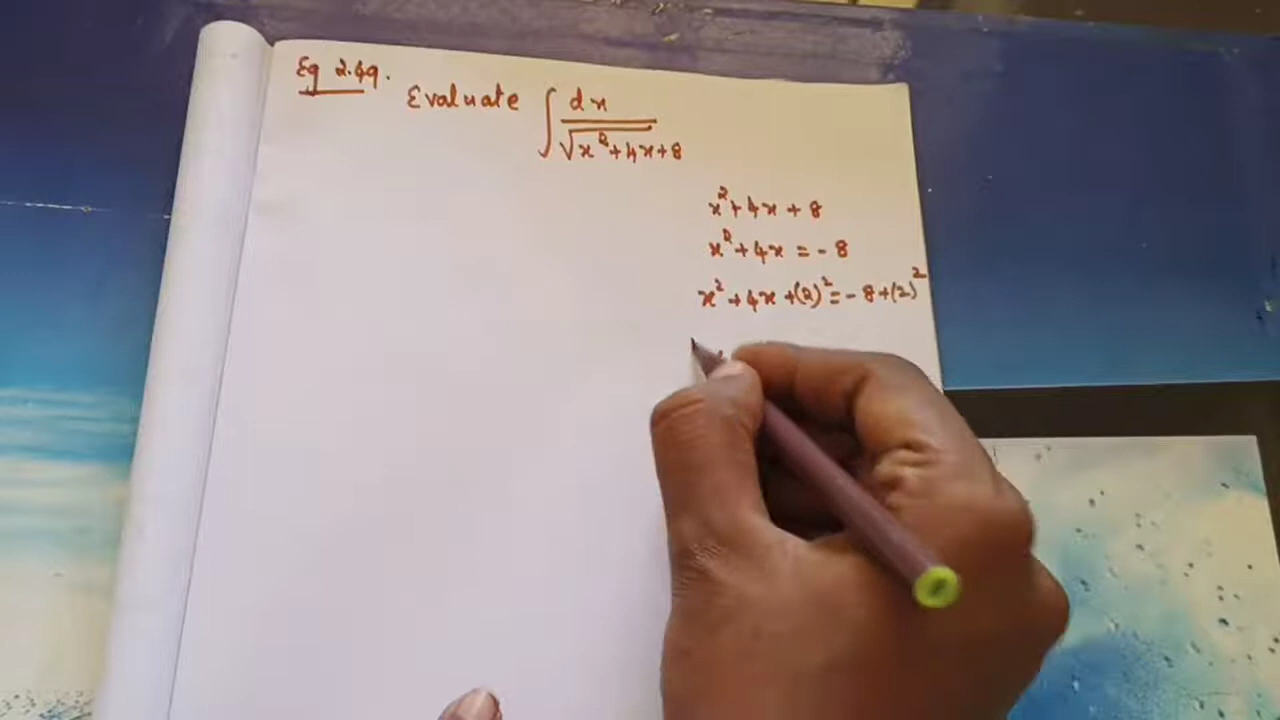 Eg 2.49.
Evaluate ∫ dx / √x²+4x+8
x²+4x+8
x²+4x = -8
x²+4x+(2)²=-8+(2)²